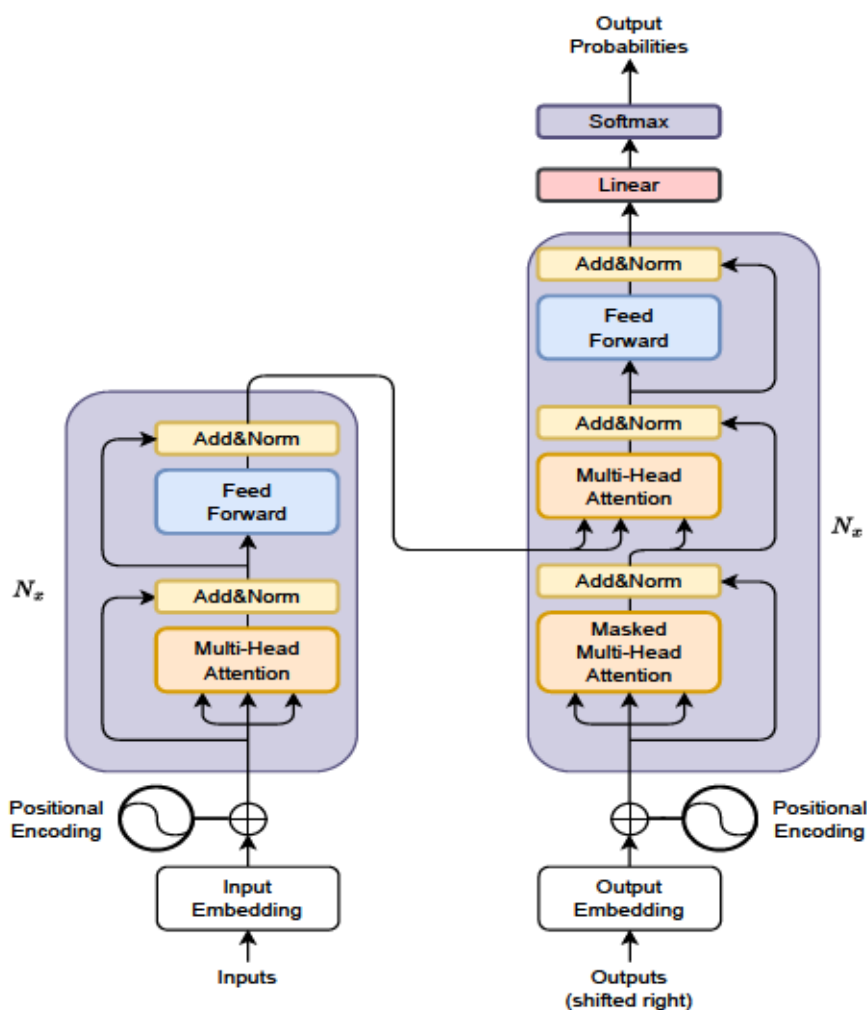 Output
Probabilities
Softmax
Linear
Add&Norm
Feed
Forward
Add&Norm
Multi-Head
Attention
Add&Norm
Masked
Multi-Head
Attention
Nx
Add&Norm
Feed
Forward
Add&Norm
Multi-Head
Attention
Nx
Positional
Encoding
Input
Embedding
Inputs
Positional
Encoding
Output
Embedding
Outputs
(shifted right)